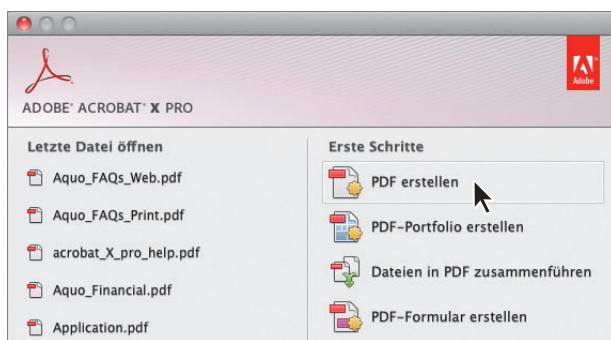 Adobe
ADOBE® ACROBAT® X PRO
Letzte Datei öffnen
Aquo_FAQs_Web.pdf
Aquo_FAQs_Print.pdf
acrobat_X_pro_help.pdf
Aquo_Financial.pdf
Application.pdf
Erste Schritte
PDF erstellen
PDF-Portfolio erstellen
Dateien in PDF zusammenführen
PDF-Formular erstellen